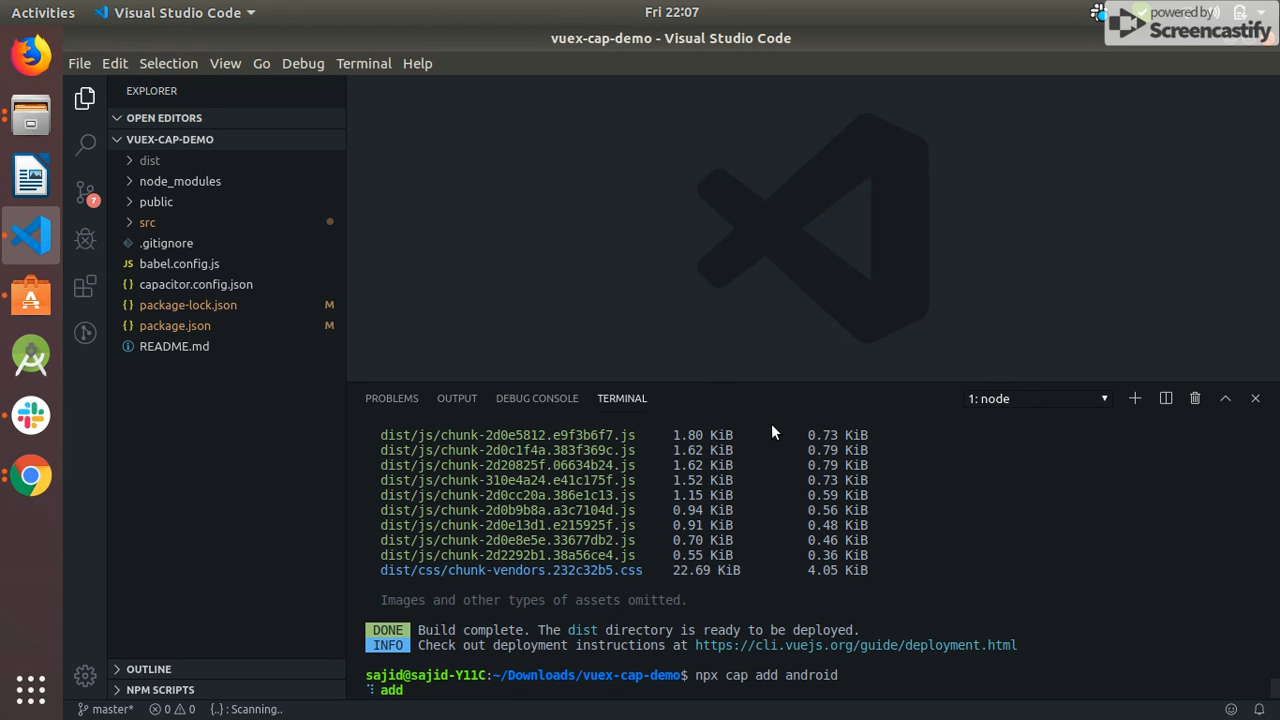 Activities Visual Studio Code Fri 22:07
powered by
Screencastify
vuex-cap-demo - Visual Studio Code
File Edit Selection View Go Debug Terminal Help
EXPLORER
OPEN EDITORS
VUEX-CAP-DEMO
dist
node_modules
public
src
.gitignore
JS babel.config.js
{ } capacitor.config.json
{ } package-lock.json M
{ } package.json M
README.md
OUTLINE
NPM SCRIPTS
7
PROBLEMS OUTPUT DEBUG CONSOLE TERMINAL 1: node
dist/js/chunk-2d0e5812.e9f3b6f7.js 1.80 KiB 0.73 KiB
dist/js/chunk-2d0c1f4a.383f369c.js 1.62 KiB 0.79 KiB
dist/js/chunk-2d20825f.06634b24.js 1.62 KiB 0.79 KiB
dist/js/chunk-310e4a24.e41c175f.js 1.52 KiB 0.73 KiB
dist/js/chunk-2d0cc20a.386e1c13.js 1.15 KiB 0.59 KiB
dist/js/chunk-2d0b9b8a.a3c7104d.js 0.94 KiB 0.56 KiB
dist/js/chunk-2d0e13d1.e215925f.js 0.91 KiB 0.48 KiB
dist/js/chunk-2d0e8e5e.33677db2.js 0.70 KiB 0.46 KiB
dist/js/chunk-2d2292b1.38a56ce4.js 0.55 KiB 0.36 KiB
dist/css/chunk-vendors.232c32b5.css 22.69 KiB 4.05 KiB
Images and other types of assets omitted.
DONE Build complete. The dist directory is ready to be deployed.
INFO Check out deployment instructions at https://cli.vuejs.org/guide/deployment.html
sajid@sajid-Y11C:~/Downloads/vuex-cap-demo$ npx cap add android
add
master* 0 0 {..} : Scanning..